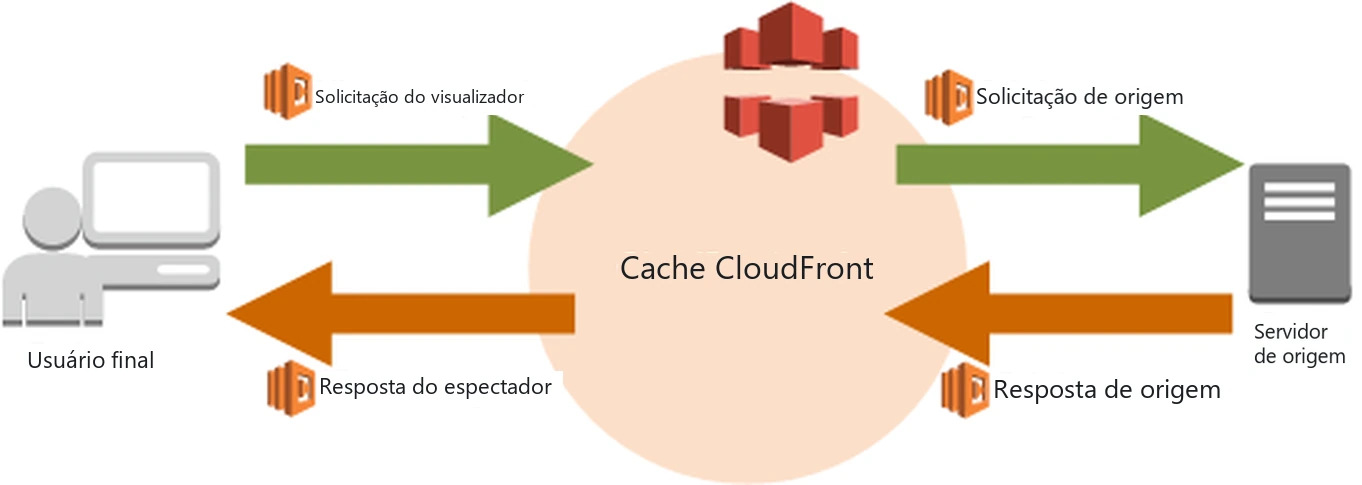 Solicitação do visualizador
Solicitação de origem
Cache CloudFront
Usuário final
Servidor
de origem
Resposta do espectador
Resposta de origem